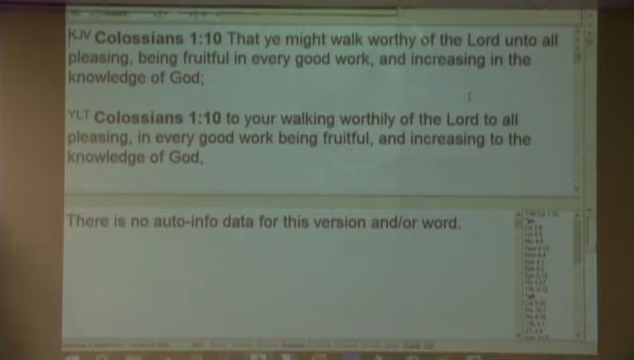 KJV Colossians 1:10 That ye might walk worthy of the Lord unto all
pleasing, being fruitful in every good work, and increasing in the
knowledge of God;
YLT Colossians 1:10 to your walking worthily of the Lord to all
pleasing, in every good work being fruitful, and increasing to the
knowledge of God,
There is no auto-info data for this version and/or word.